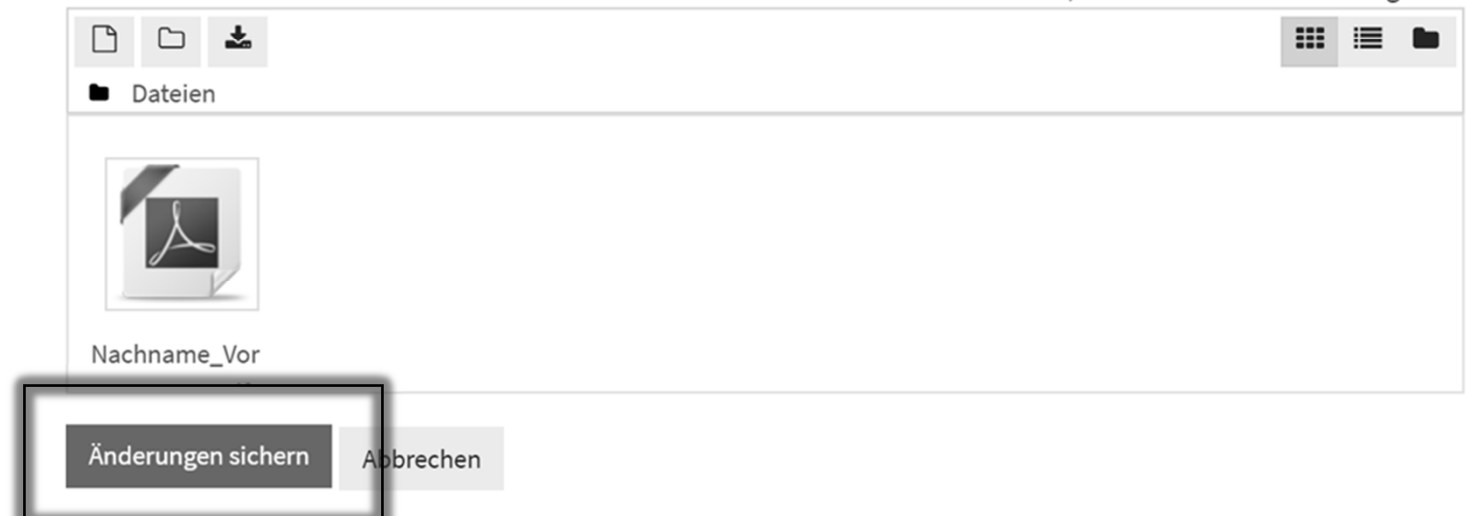 Dateien
Nachname_Vor
Änderungen sichern
Abbrechen